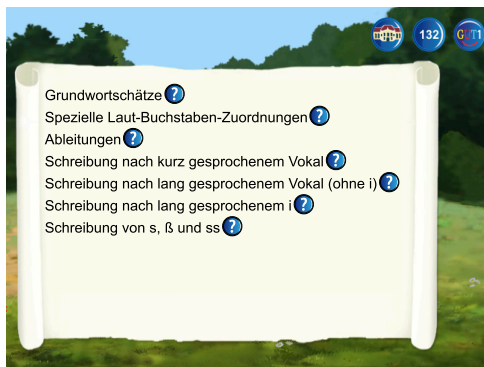 132
GUT1
Grundwortschätze ?
Spezielle Laut-Buchstaben-Zuordnungen ?
Ableitungen ?
Schreibung nach kurz gesprochenem Vokal ?
Schreibung nach lang gesprochenem Vokal (ohne i) ?
Schreibung nach lang gesprochenem i ?
Schreibung von s, ß und ss ?